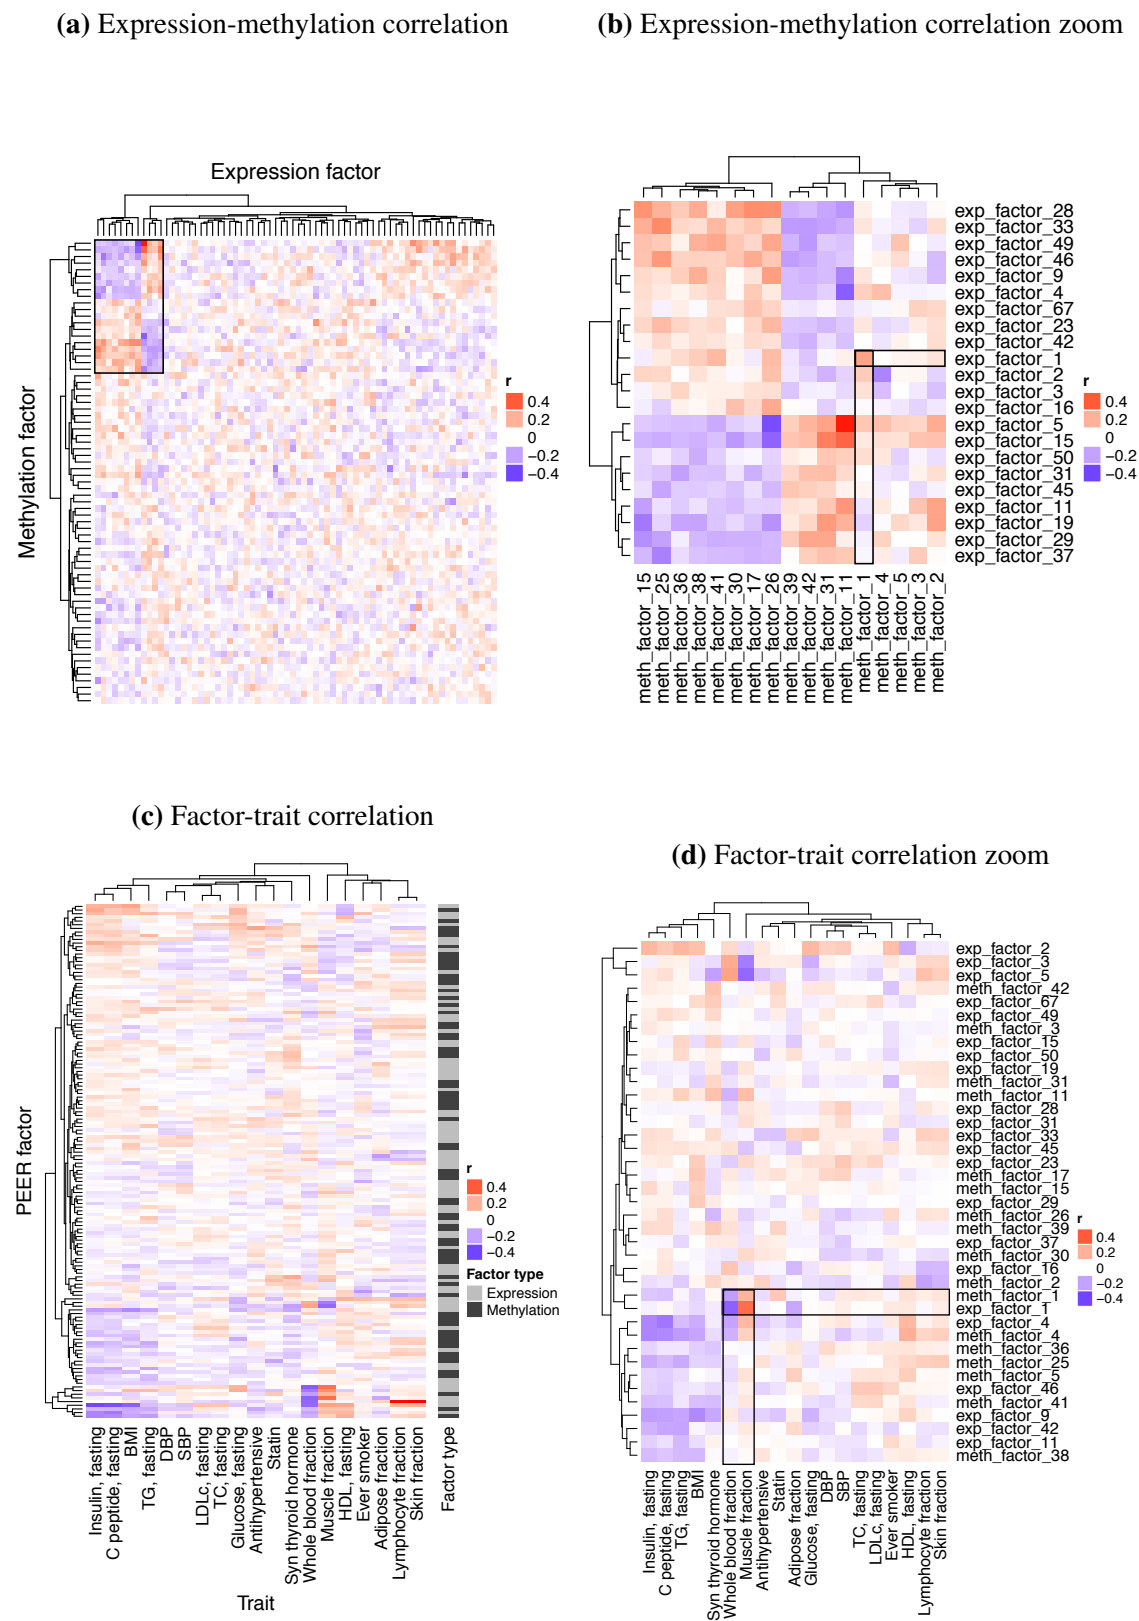 (a) Expression-methylation correlation
(b) Expression-methylation correlation zoom
Expression factor
Methylation factor
r
0.4
0.2
0
−0.2
−0.4
exp_factor_28
exp_factor_33
exp_factor_49
exp_factor_46
exp_factor_9
exp_factor_4
exp_factor_67
exp_factor_23
exp_factor_42
exp_factor_1
exp_factor_2
exp_factor_3
exp_factor_16
exp_factor_5
exp_factor_15
exp_factor_50
exp_factor_31
exp_factor_45
exp_factor_11
exp_factor_19
exp_factor_29
exp_factor_37
r
0.4
0.2
0
−0.2
−0.4
meth_factor_15
meth_factor_25
meth_factor_36
meth_factor_38
meth_factor_41
meth_factor_30
meth_factor_17
meth_factor_26
meth_factor_39
meth_factor_42
meth_factor_31
meth_factor_11
meth_factor_1
meth_factor_4
meth_factor_5
meth_factor_3
meth_factor_2
(c) Factor-trait correlation
PEER factor
r
0.4
0.2
0
−0.2
−0.4
Factor type
Expression
Methylation
Insulin, fasting
C peptide, fasting
BMI
TG, fasting
DBP
SBP
LDLc, fasting
TC, fasting
Glucose, fasting
Antihypertensive
Statin
Syn thyroid hormone
Whole blood fraction
Muscle fraction
HDL, fasting
Ever smoker
Adipose fraction
Lymphocyte fraction
Skin fraction
Factor type
Trait
(d) Factor-trait correlation zoom
exp_factor_2
exp_factor_3
exp_factor_5
meth_factor_42
exp_factor_67
exp_factor_49
meth_factor_3
exp_factor_15
exp_factor_50
exp_factor_19
meth_factor_31
meth_factor_11
exp_factor_28
exp_factor_31
exp_factor_33
exp_factor_45
exp_factor_23
meth_factor_17
meth_factor_15
exp_factor_29
meth_factor_26
meth_factor_39
exp_factor_37
meth_factor_30
exp_factor_16
meth_factor_2
meth_factor_1
exp_factor_1
exp_factor_4
meth_factor_4
meth_factor_36
meth_factor_25
meth_factor_5
exp_factor_46
meth_factor_41
exp_factor_9
exp_factor_42
exp_factor_11
meth_factor_38
r
0.4
0.2
0
−0.2
−0.4
Insulin, fasting
C peptide, fasting
TG, fasting
BMI
Syn thyroid hormone
Whole blood fraction
Muscle fraction
Antihypertensive
Statin
Adipose fraction
Glucose, fasting
DBP
SBP
TC, fasting
LDLc, fasting
Ever smoker
HDL, fasting
Lymphocyte fraction
Skin fraction